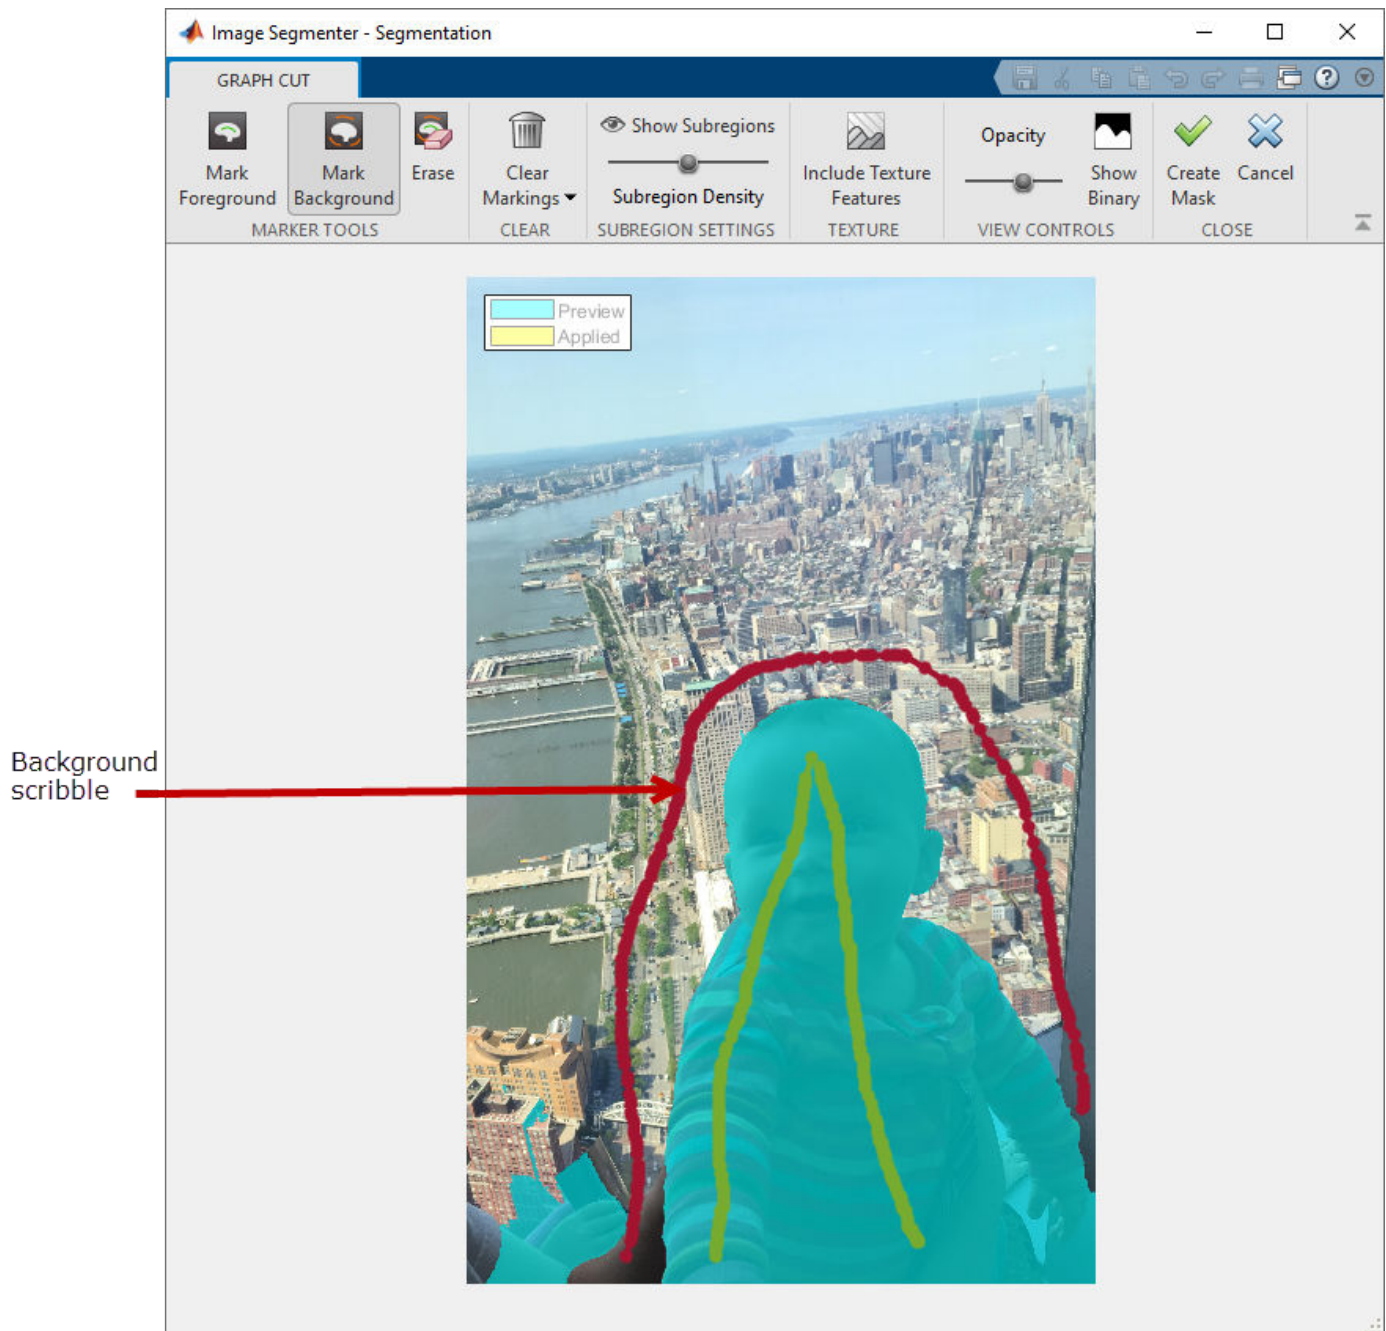 Image Segmenter - Segmentation
GRAPH CUT
Mark
Foreground
Mark
Background
Erase
Clear
Markings
Show Subregions
Subregion Density
Include Texture
Features
Opacity
Show
Binary
Create
Mask
Cancel
MARKER TOOLS
CLEAR
SUBREGION SETTINGS
TEXTURE
VIEW CONTROLS
CLOSE
Preview
Applied
Background
scribble